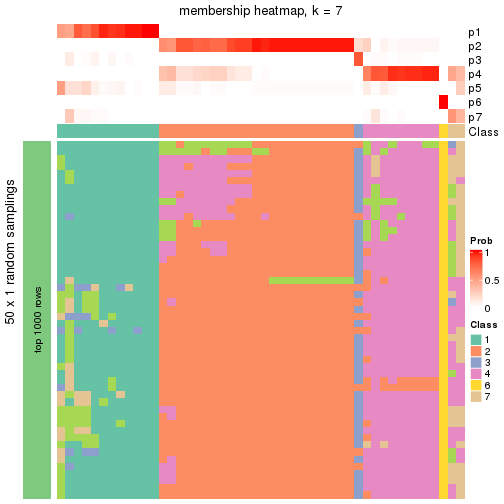 membership heatmap, k = 7
p1
p2
p3
p4
p5
p6
p7
Class
50 x 1 random samplings
top 1000 rows
Prob
1
0.5
0
Class
1
2
3
4
6
7